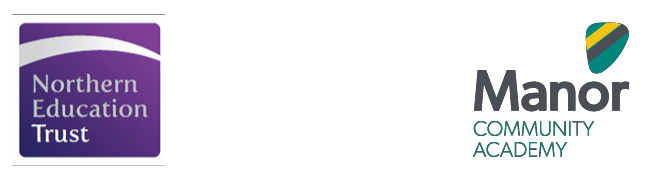 Northern
Education
Trust
Manor
COMMUNITY
ACADEMY